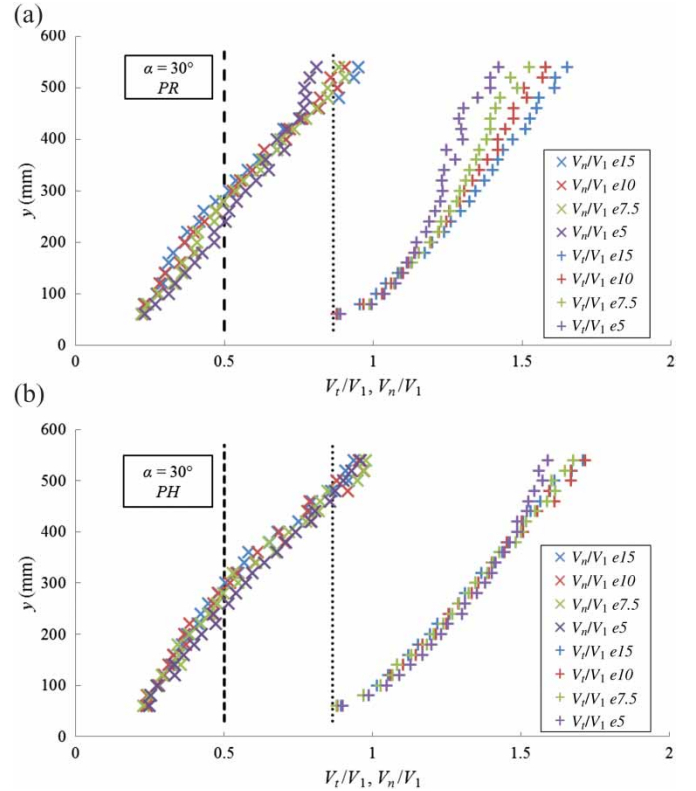 (a)
600
500
400
300
200
100
0
y (mm)
α = 30°
PR
Vn/V1 e15
Vn/V1 e10
Vn/V1 e7.5
Vn/V1 e5
Vt/V1 e15
Vt/V1 e10
Vt/V1 e7.5
Vt/V1 e5
0 0.5 1 1.5 2
Vt/V1, Vn/V1
(b)
600
500
400
300
200
100
0
y (mm)
α = 30°
PH
Vn/V1 e15
Vn/V1 e10
Vn/V1 e7.5
Vn/V1 e5
Vt/V1 e15
Vt/V1 e10
Vt/V1 e7.5
Vt/V1 e5
0 0.5 1 1.5 2
Vt/V1, Vn/V1